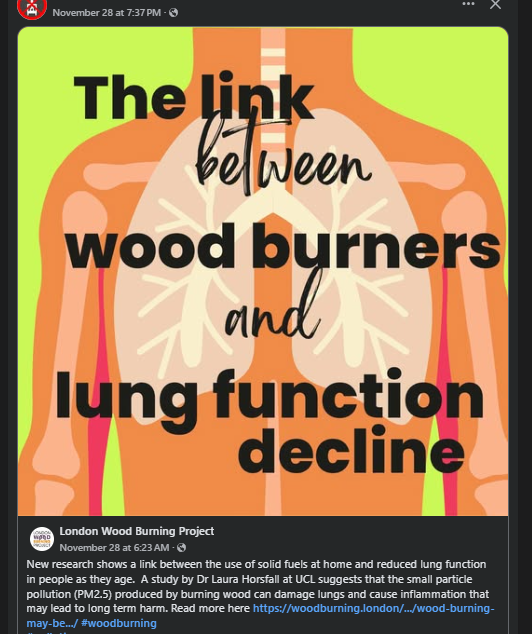 November 28 at 7:37 PM ·
The link
between
wood burners
and
lung function
decline
London Wood Burning Project
November 28 at 6:23 AM ·
New research shows a link between the use of solid fuels at home and reduced lung function
in people as they age. A study by Dr Laura Horsfall at UCL suggests that the small particle
pollution (PM2.5) produced by burning wood can damage lungs and cause inflammation that
may lead to long term harm. Read more here https://woodburning.london/.../wood-burning-
may-be.../ #woodburning